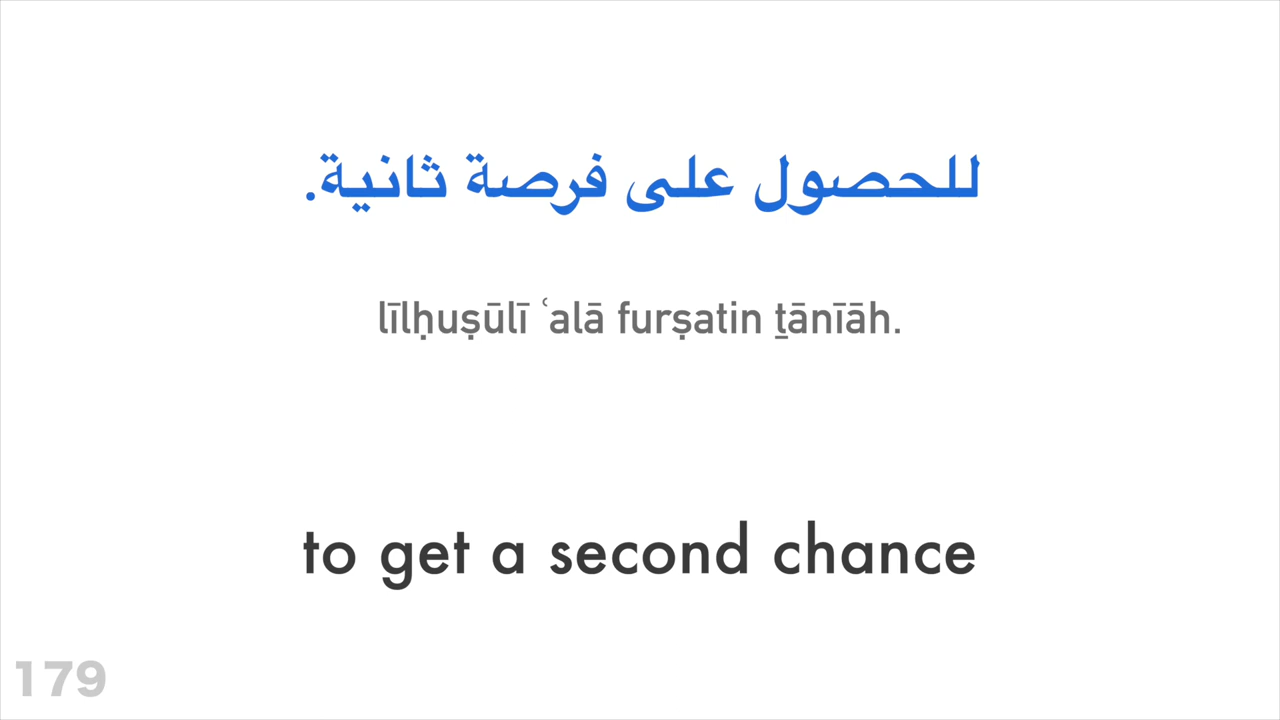 للحصول على فرصة ثانية.
līlḥuṣūlī ʿalā furṣatin ṯānīāh.
to get a second chance
179